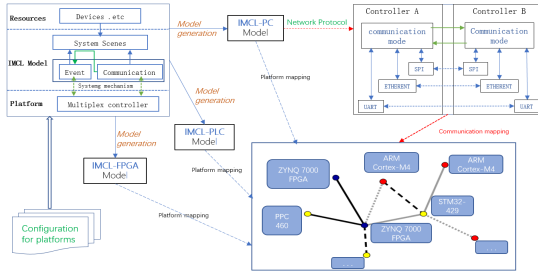 Resources
Devices .etc
System Scenes
IMCL Model
Event
Communication
Systemg mechanism
Platform
Multiplex controller
Configuration
for platforms
Model
generation
IMCL-PC
Model
Network Protocol
Model
generation
IMCL-PLC
Model
Model
generation
IMCL-FPGA
Model
Platform mapping
Platform mapping
Platform mapping
Controller A
Controller B
communication
mode
Communication
mode
SPI
SPI
ETHERENT
ETHERENT
UART
UART
Communication mapping
ZYNQ 7000
FPGA
ARM
Cortex-M4
ARM
Cortex-M4
PPC
460
STM32-
429
ZYNQ 7000
FPGA
...
...